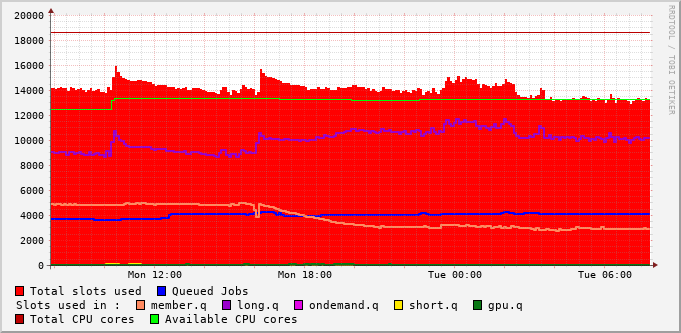 20000
18000
16000
14000
12000
10000
8000
6000
4000
2000
0
Mon 12:00 Mon 18:00 Tue 00:00 Tue 06:00
RRDTOOL / TOBI OETIKER
Total slots used Queued Jobs
Slots used in : member.q long.q ondemand.q short.q gpu.q
Total CPU cores Available CPU cores